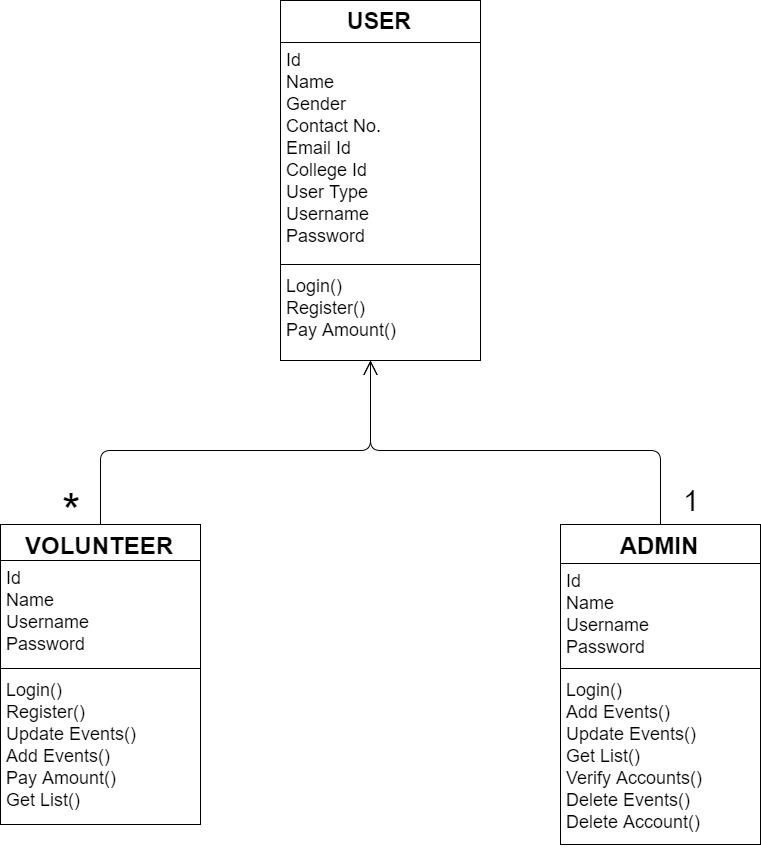 USER
Id
Name
Gender
Contact No.
Email Id
College Id
User Type
Username
Password
Login()
Register()
Pay Amount()
*
1
VOLUNTEER
Id
Name
Username
Password
Login()
Register()
Update Events()
Add Events()
Pay Amount()
Get List()
ADMIN
Id
Name
Username
Password
Login()
Add Events()
Update Events()
Get List()
Verify Accounts()
Delete Events()
Delete Account()